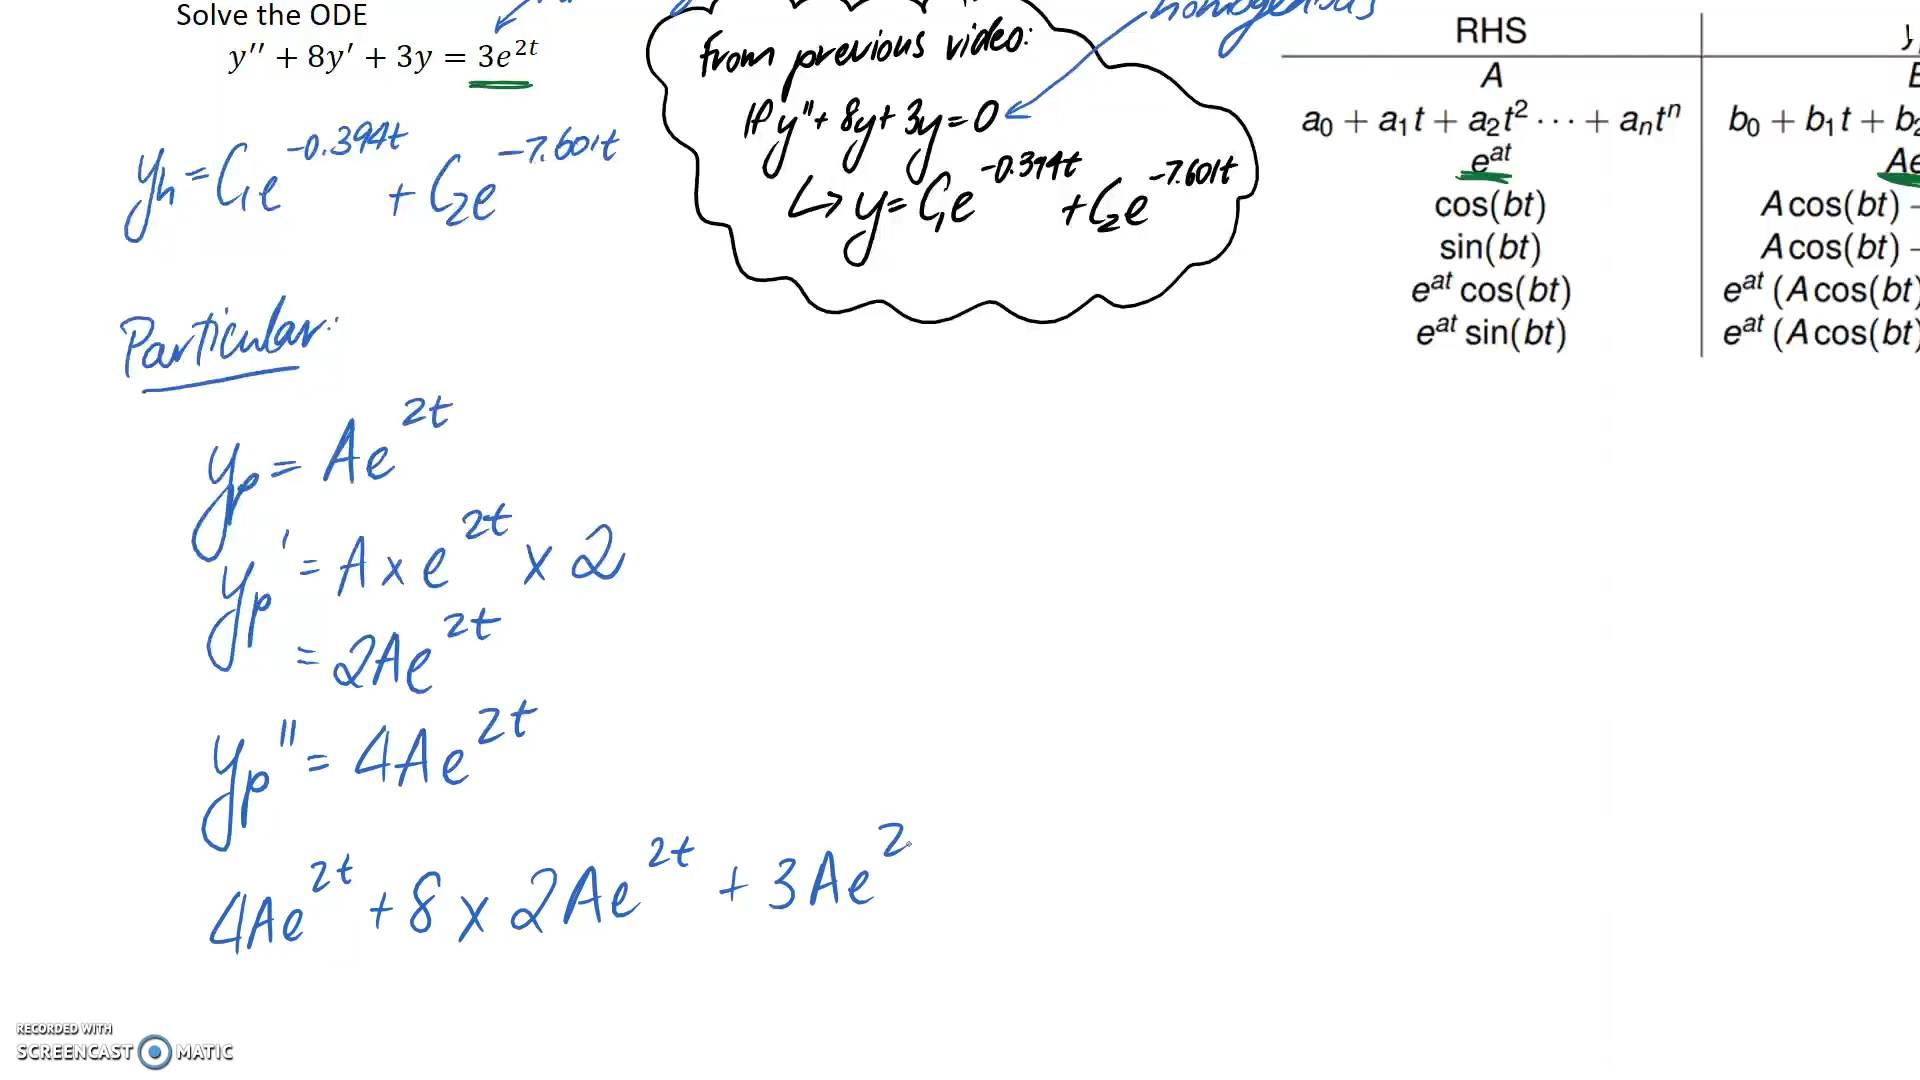 Solve the ODE
y′′ + 8y′ + 3y = 3e^{2t}
y_h = C_1e^{-0.394t} + C_2e^{-7.601t}
from previous video:
If y" + 8y + 3y = 0
↳ y = C_1e^{-0.394t} + C_2e^{-7.601t}
homogenous
RHS
A
a_0 + a_1t + a_2t^2 ⋯ + a_nt^n b_0 + b_1t + b_2
e^{at} Ae
cos(bt) A cos(bt)
sin(bt) A cos(bt)
e^{at} cos(bt) e^{at} (A cos(bt)
e^{at} sin(bt) e^{at} (A cos(bt)
Particular:
y_p = Ae^{2t}
y_p' = A × e^{2t} × 2
= 2Ae^{2t}
y_p" = 4Ae^{2t}
4Ae^{2t} + 8 × 2Ae^{2t} + 3Ae^2
RECORDED WITH
SCREENCAST MATIC